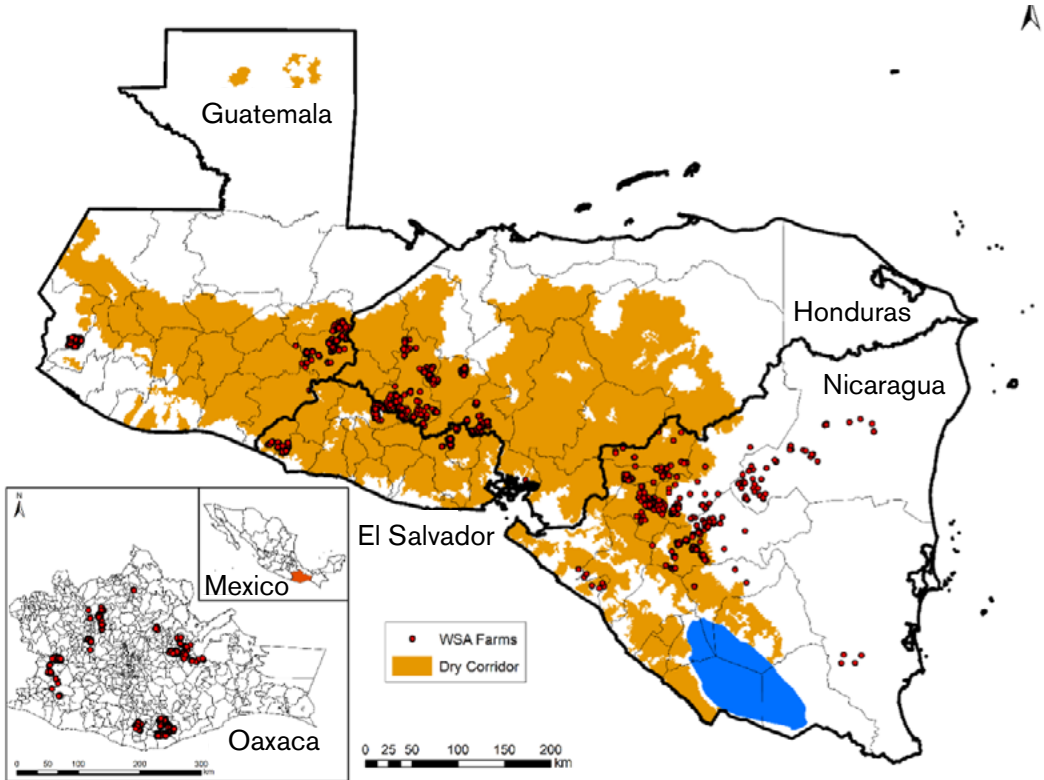 Guatemala
Honduras
Nicaragua
El Salvador
WSA Farms
Dry Corridor
0 25 50 100 150 200
km
N
Mexico
Oaxaca
0 50 100 200 300
km